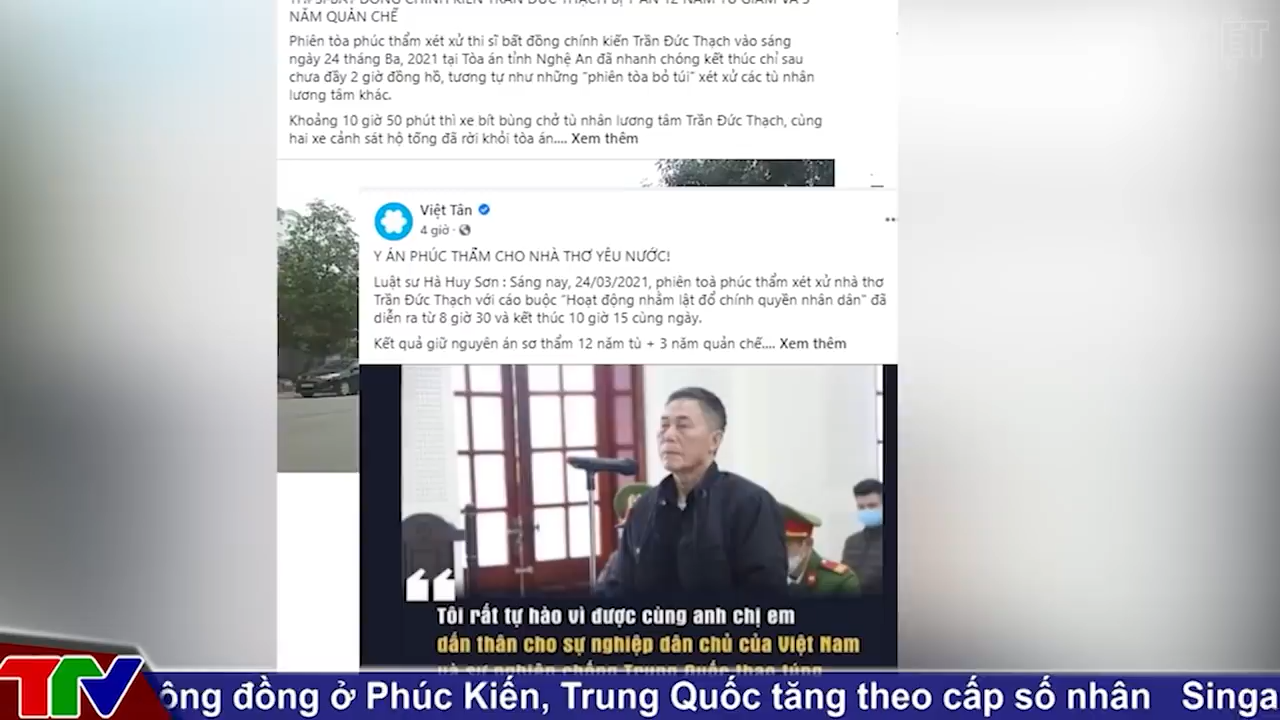 NĂM QUẢN CHẾ
Phiên tòa phúc thẩm xét xử thi sĩ bất đồng chính kiến Trần Đức Thạch vào sáng
ngày 24 tháng Ba, 2021 tại Tòa án tỉnh Nghệ An đã nhanh chóng kết thúc chỉ sau
chưa đầy 2 giờ đồng hồ, tương tự như những "phiên tòa bỏ túi" xét xử các tù nhân
lương tâm khác.
Khoảng 10 giờ 50 phút thì xe bít bùng chở tù nhân lương tâm Trần Đức Thạch, cùng
hai xe cảnh sát hộ tống đã rời khỏi tòa án.... Xem thêm
Việt Tân
4 giờ ·
Y ÁN PHÚC THẨM CHO NHÀ THƠ YÊU NƯỚC!
Luật sư Hà Huy Sơn : Sáng nay, 24/03/2021, phiên toà phúc thẩm xét xử nhà thơ
Trần Đức Thạch với cáo buộc "Hoạt động nhằm lật đổ chính quyền nhân dân" đã
diễn ra từ 8 giờ 30 và kết thúc 10 giờ 15 cùng ngày.
Kết quả giữ nguyên án sơ thẩm 12 năm tù + 3 năm quản chế.... Xem thêm
Tôi rất tự hào vì được cùng anh chị em
dấn thân cho sự nghiệp dân chủ của Việt Nam
TTV
ông đồng ở Phúc Kiến, Trung Quốc tăng theo cấp số nhân Singa